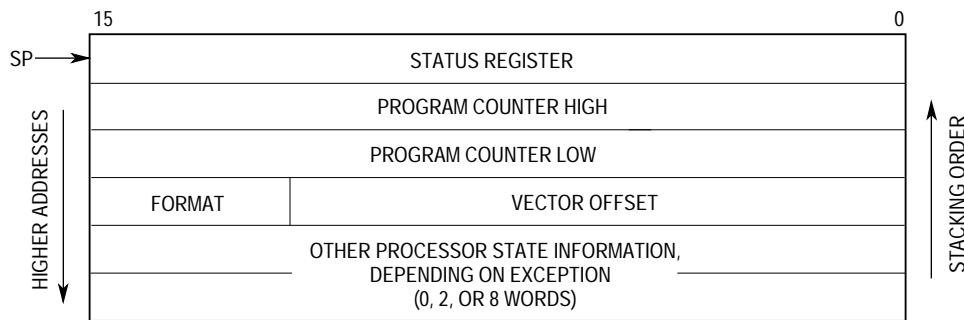 15 0
SP
STATUS REGISTER
PROGRAM COUNTER HIGH
PROGRAM COUNTER LOW
FORMAT VECTOR OFFSET
OTHER PROCESSOR STATE INFORMATION,
DEPENDING ON EXCEPTION
(0, 2, OR 8 WORDS)
HIGHER ADDRESSES
STACKING ORDER